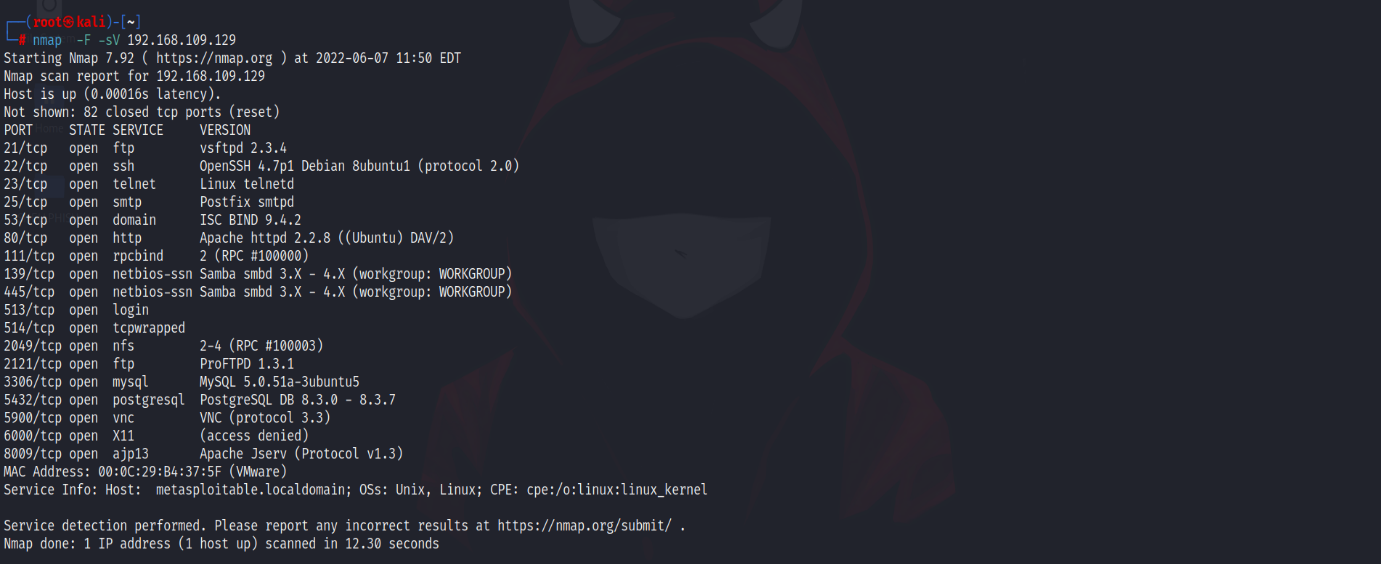 ┌──(root㉿kali)-[~]
└─# nmap  -F -sV 192.168.109.129
Starting Nmap 7.92 ( https://nmap.org ) at 2022-06-07 11:50 EDT
Nmap scan report for 192.168.109.129
Host is up (0.00016s latency).
Not shown: 82 closed tcp ports (reset)
PORT     STATE SERVICE     VERSION
21/tcp   open  ftp         vsftpd 2.3.4
22/tcp   open  ssh         OpenSSH 4.7p1 Debian 8ubuntu1 (protocol 2.0)
23/tcp   open  telnet      Linux telnetd
25/tcp   open  smtp        Postfix smtpd
53/tcp   open  domain      ISC BIND 9.4.2
80/tcp   open  http        Apache httpd 2.2.8 ((Ubuntu) DAV/2)
111/tcp  open  rpcbind     2 (RPC #100000)
139/tcp  open  netbios-ssn Samba smbd 3.X - 4.X (workgroup: WORKGROUP)
445/tcp  open  netbios-ssn Samba smbd 3.X - 4.X (workgroup: WORKGROUP)
513/tcp  open  login
514/tcp  open  tcpwrapped
2049/tcp open  nfs         2-4 (RPC #100003)
2121/tcp open  ftp         ProFTPD 1.3.1
3306/tcp open  mysql       MySQL 5.0.51a-3ubuntu5
5432/tcp open  postgresql  PostgreSQL DB 8.3.0 - 8.3.7
5900/tcp open  vnc         VNC (protocol 3.3)
6000/tcp open  X11         (access denied)
8009/tcp open  ajp13       Apache Jserv (Protocol v1.3)
MAC Address: 00:0C:29:B4:37:5F (VMware)
Service Info: Host:  metasploitable.localdomain; OSs: Unix, Linux; CPE: cpe:/o:linux:linux_kernel

Service detection performed. Please report any incorrect results at https://nmap.org/submit/ .
Nmap done: 1 IP address (1 host up) scanned in 12.30 seconds